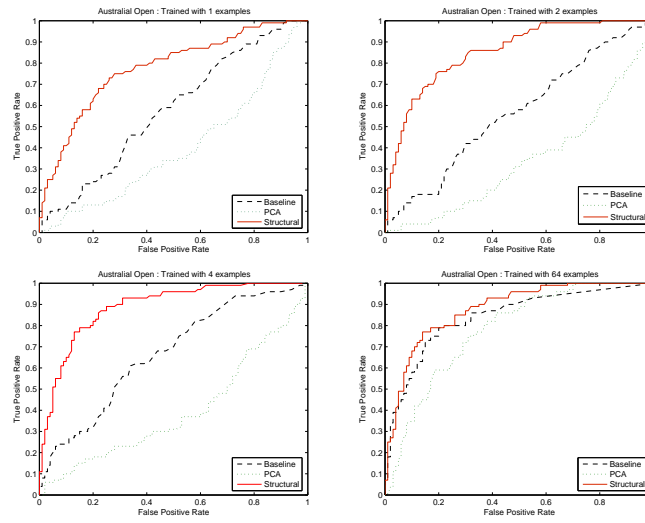 Australial Open : Trained with 1 examples
1
0.9
0.8
0.7
0.6
0.5
0.4
0.3
0.2
0.1
0
True Positive Rate
0 0.2 0.4 0.6 0.8 1
False Positive Rate
Baseline
PCA
Structural
Australian Open : Trained with 2 examples
1
0.9
0.8
0.7
0.6
0.5
0.4
0.3
0.2
0.1
0
True Positive Rate
0 0.2 0.4 0.6 0.8
False Positive Rate
Baseline
PCA
Structural
Australial Open : Trained with 4 examples
1
0.9
0.8
0.7
0.6
0.5
0.4
0.3
0.2
0.1
0
True Positive Rate
0 0.2 0.4 0.6 0.8 1
False Positive Rate
Baseline
PCA
Structural
Australial Open : Trained with 64 examples
1
0.9
0.8
0.7
0.6
0.5
0.4
0.3
0.2
0.1
0
True Positive Rate
0 0.2 0.4 0.6 0.8
False Positive Rate
Baseline
PCA
Structural